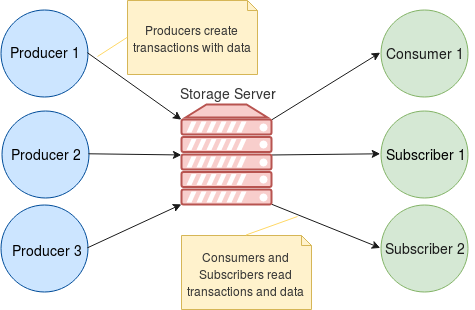 Producer 1
Producers create
transactions with data
Consumer 1
Storage Server
Producer 2
Subscriber 1
Producer 3
Consumers and
Subscribers read
transactions and data
Subscriber 2